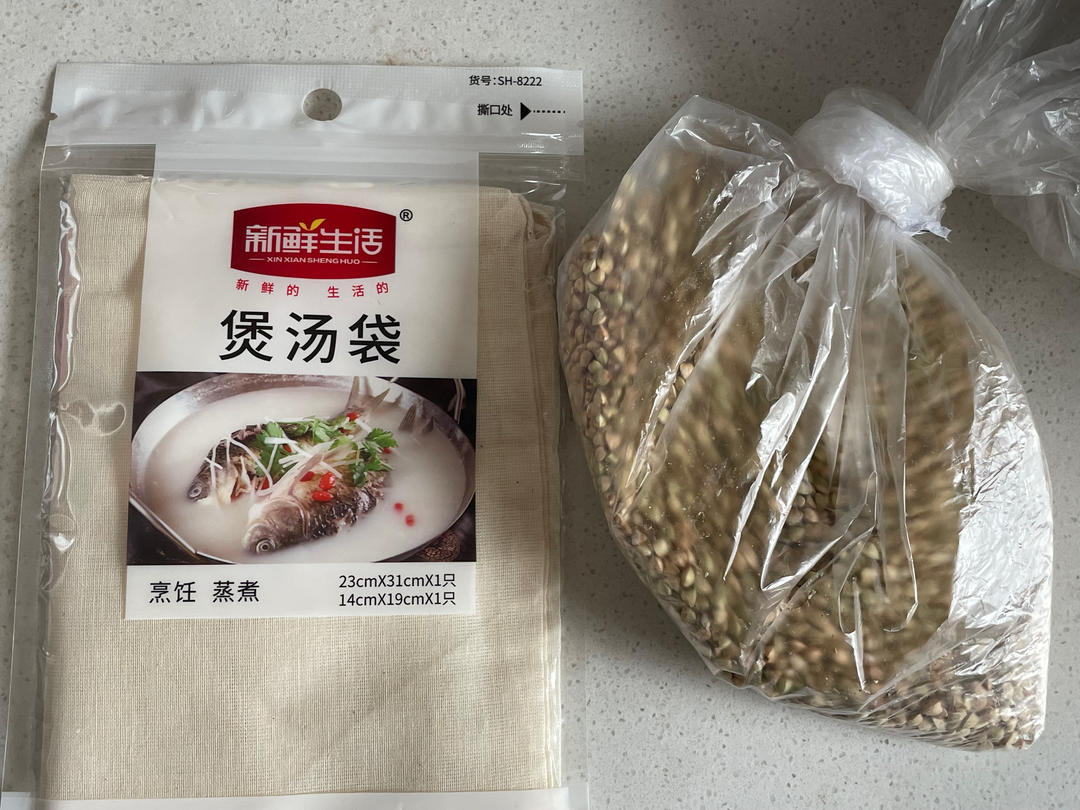 货号:SH-8222
撕口处
新鲜生活®
XIN XIAN SHENG HUO
新鲜的 生活的
煲汤袋
烹饪 蒸煮
23cmX31cmX1只
14cmX19cmX1只